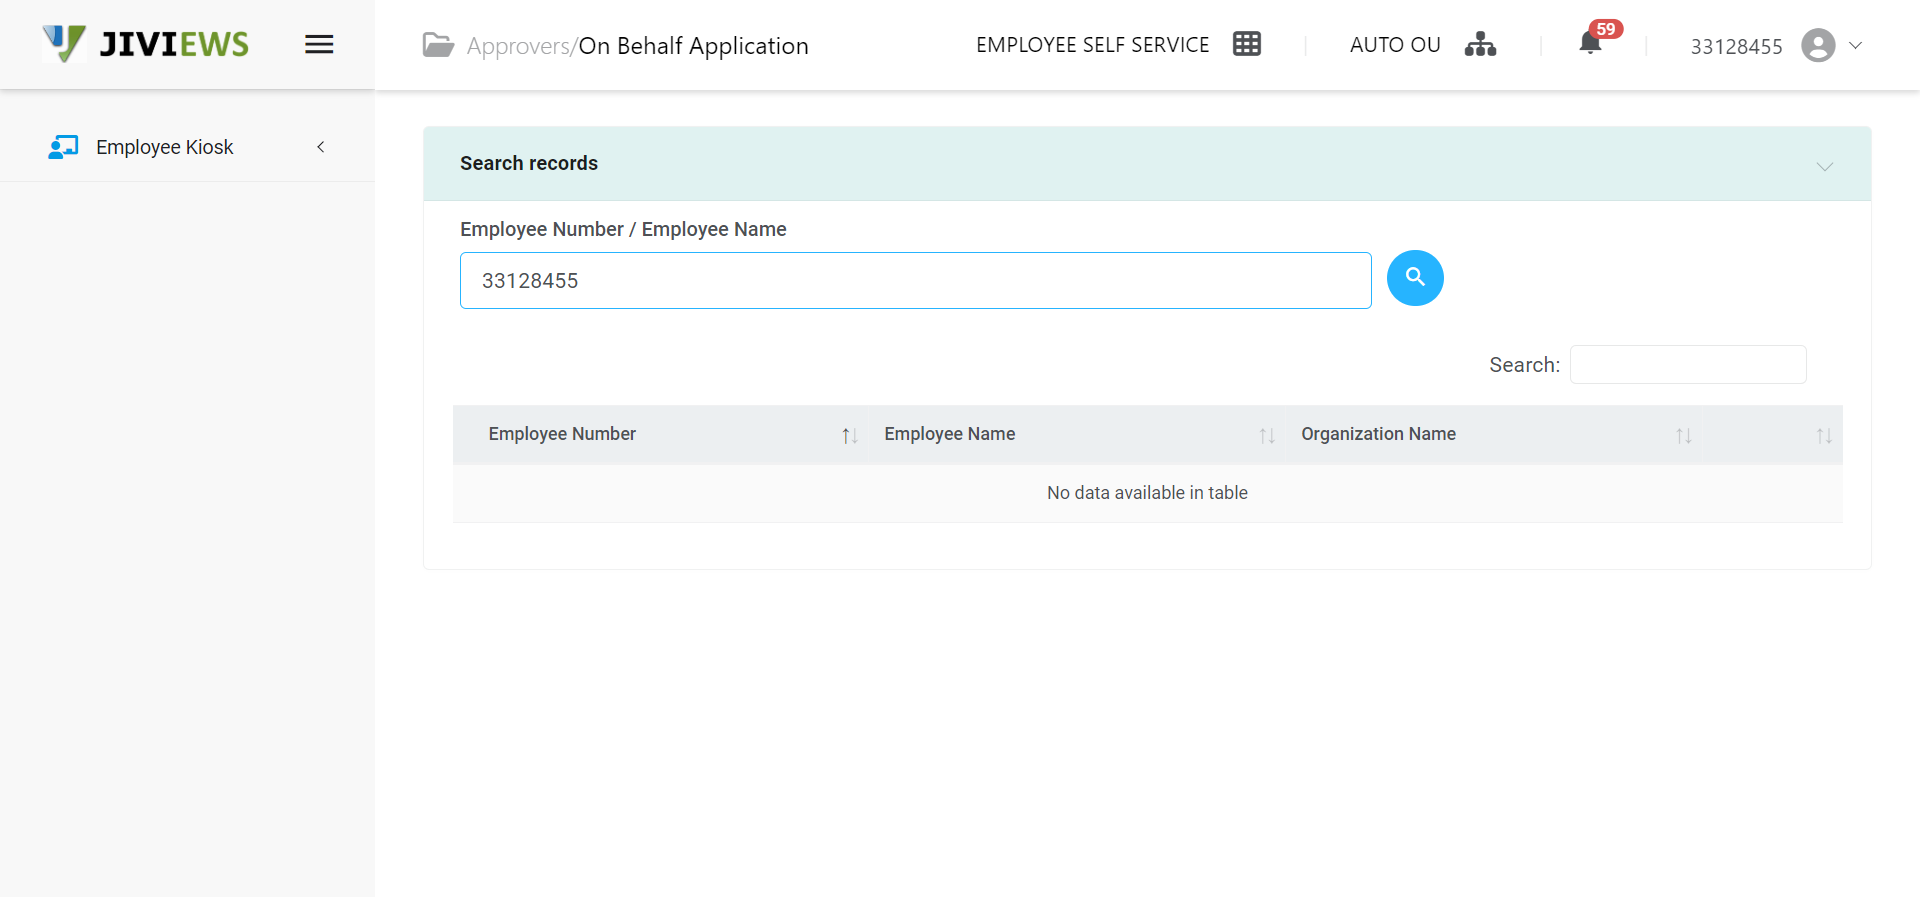 JIVIEWS
Approvers/On Behalf Application
EMPLOYEE SELF SERVICE
AUTO OU
59
33128455
Employee Kiosk
Search records
Employee Number / Employee Name
33128455
Search:
Employee Number Employee Name Organization Name
No data available in table